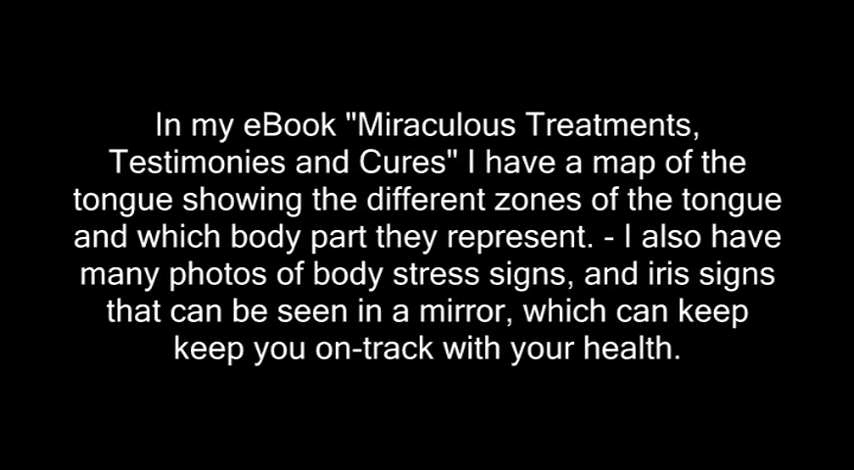 In my eBook "Miraculous Treatments,
Testimonies and Cures" I have a map of the
tongue showing the different zones of the tongue
and which body part they represent. - I also have
many photos of body stress signs, and iris signs
that can be seen in a mirror, which can keep
keep you on-track with your health.